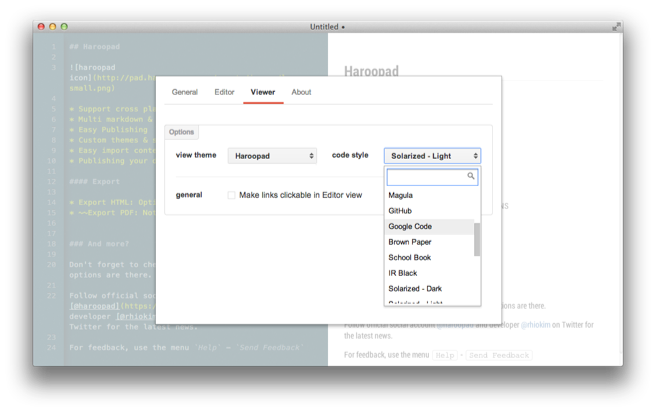 Untitled •
1 ## Haroopad
2
3 ![haroopad
icon](http://pad.h
small.png)
4
5 * Support cross pl
6 * Multi markdown &
7 * Easy Publishing
8 * Custom themes &
9 * Easy import cont
10 * Publishing your
11
12 #### Export
13
14 * Export HTML: Opti
15 * ~~Export PDF: Not
16
17
18 ### And more?
19
20 Don't forget to che
options are there.
21
22 Follow official soc
[@Haroopad](https:
developer [@rhiokim
Twitter for the latest news.
23
24 For feedback, use the menu `Help` - `Send Feedback`
General Editor Viewer About
Options
view theme Haroopad code style Solarized - Light
general Make links clickable in Editor view
Magula
GitHub
Google Code
Brown Paper
School Book
IR Black
Solarized - Dark
Solarized - Light
Haroopad
NS
ions are there.
Follow official social account @haroopad and developer @rhiokim on Twitter for
the latest news.
For feedback, use the menu Help - Send Feedback